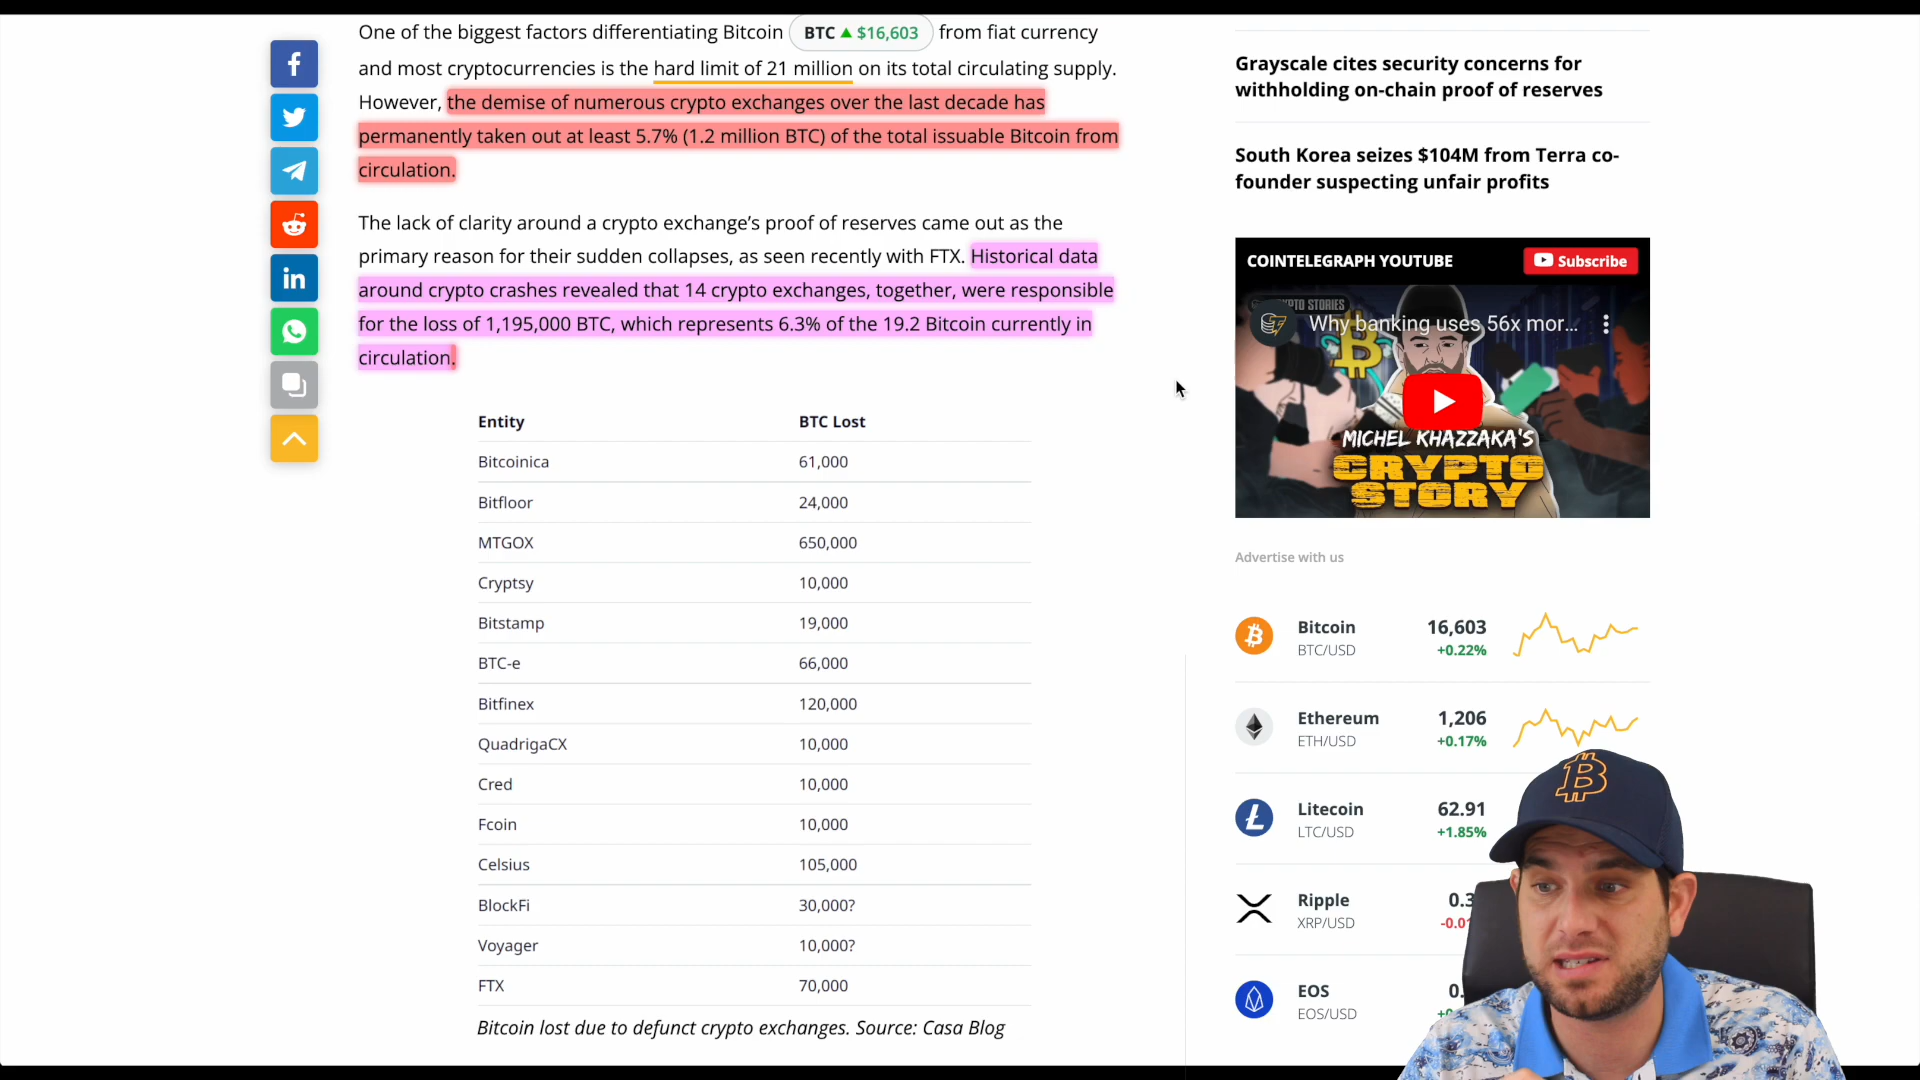 One of the biggest factors differentiating Bitcoin BTC ▲ $16,603 from fiat currency
and most cryptocurrencies is the hard limit of 21 million on its total circulating supply.
However, the demise of numerous crypto exchanges over the last decade has
permanently taken out at least 5.7% (1.2 million BTC) of the total issuable Bitcoin from
circulation.
The lack of clarity around a crypto exchange’s proof of reserves came out as the
primary reason for their sudden collapses, as seen recently with FTX. Historical data
around crypto crashes revealed that 14 crypto exchanges, together, were responsible
for the loss of 1,195,000 BTC, which represents 6.3% of the 19.2 Bitcoin currently in
circulation.
Entity BTC Lost
Bitcoinica 61,000
Bitfloor 24,000
MTGOX 650,000
Cryptsy 10,000
Bitstamp 19,000
BTC-e 66,000
Bitfinex 120,000
QuadrigaCX 10,000
Cred 10,000
Fcoin 10,000
Celsius 105,000
BlockFi 30,000?
Voyager 10,000?
FTX 70,000
Bitcoin lost due to defunct crypto exchanges. Source: Casa Blog
Grayscale cites security concerns for
withholding on-chain proof of reserves
South Korea seizes $104M from Terra co-
founder suspecting unfair profits
COINTELEGRAPH YOUTUBE Subscribe
STORIES
Why banking uses 56x mor...
MICHEL KHAZZAKA'S
CRYPTO
STORY
Advertise with us
Bitcoin 16,603
BTC/USD +0.22%
Ethereum 1,206
ETH/USD +0.17%
Litecoin 62.91
LTC/USD +1.85%
Ripple 0.3
XRP/USD -0.01
EOS 0.
EOS/USD +0